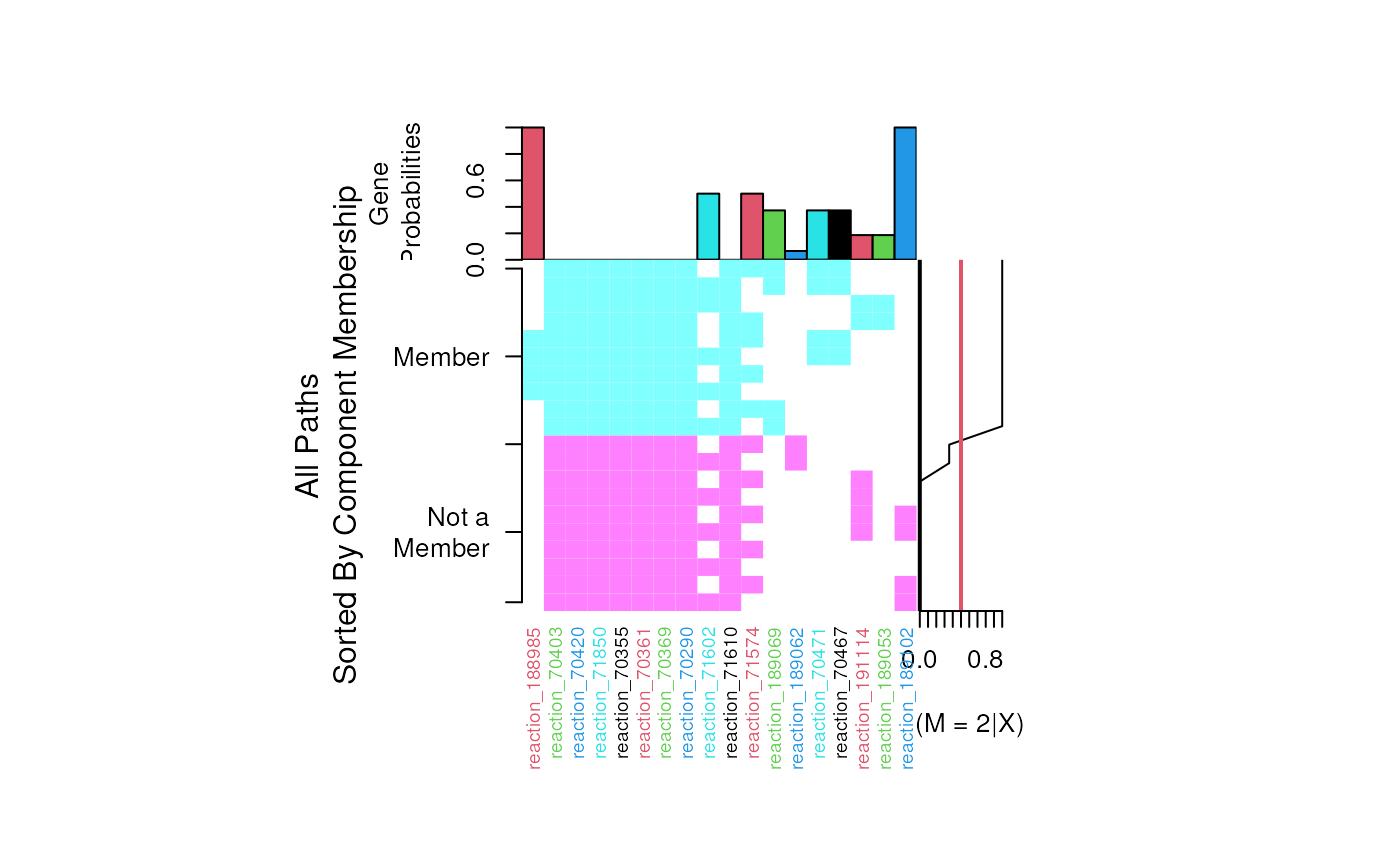 All Paths
Sorted By Component Membership
Gene
Probabilities
0.0
0.6
Member
Not a
Member
reaction_188985
reaction_70403
reaction_70420
reaction_71850
reaction_70355
reaction_70361
reaction_70369
reaction_70290
reaction_71602
reaction_71610
reaction_71574
reaction_189069
reaction_189062
reaction_70471
reaction_70467
reaction_191114
reaction_189053
reaction_189102
0.0
0.8
(M = 2|X)